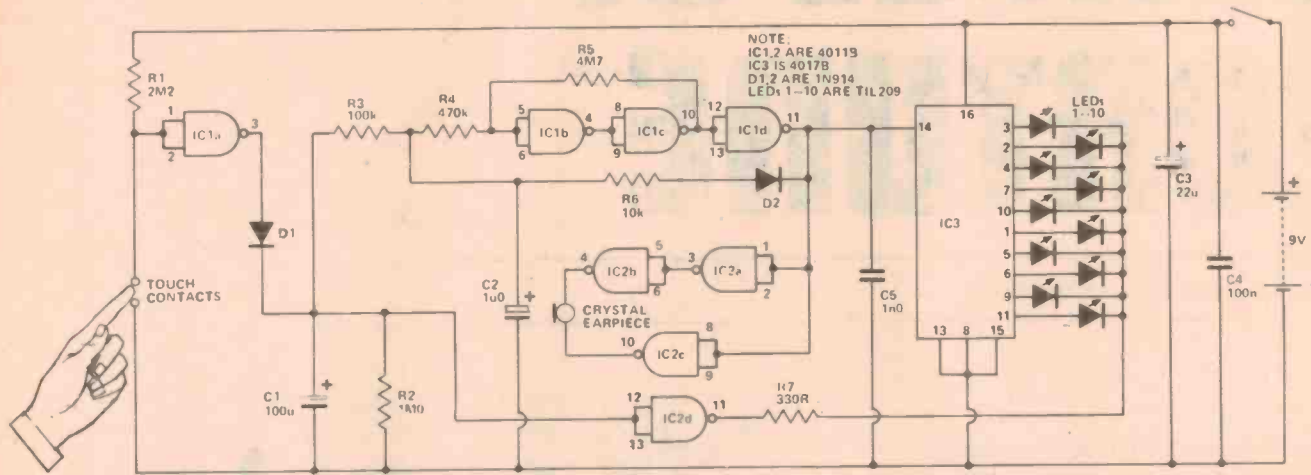 NOTE:
IC1,2 ARE 4011B
IC3 IS 4017B
D1,2 ARE 1N914
LEDs 1–10 ARE TIL209
R1
2M2
1
2
IC1a
3
D1
TOUCH
CONTACTS
R3
100k
R4
470k
R5
4M7
5
6
IC1b
4
8
9
IC1c
10
12
13
IC1d
11
R6
10k
D2
C2
1u0
+
4
IC2b
5
6
3
IC2a
1
2
CRYSTAL
EARPIECE
10
IC2c
8
9
C1
100u
+
R2
1M0
12
13
IC2d
11
R7
330R
C5
1n0
14
16
IC3
3
2
4
7
10
1
5
6
9
11
13
8
15
LEDs
1–10
+
C3
22u
C4
100n
+
9V